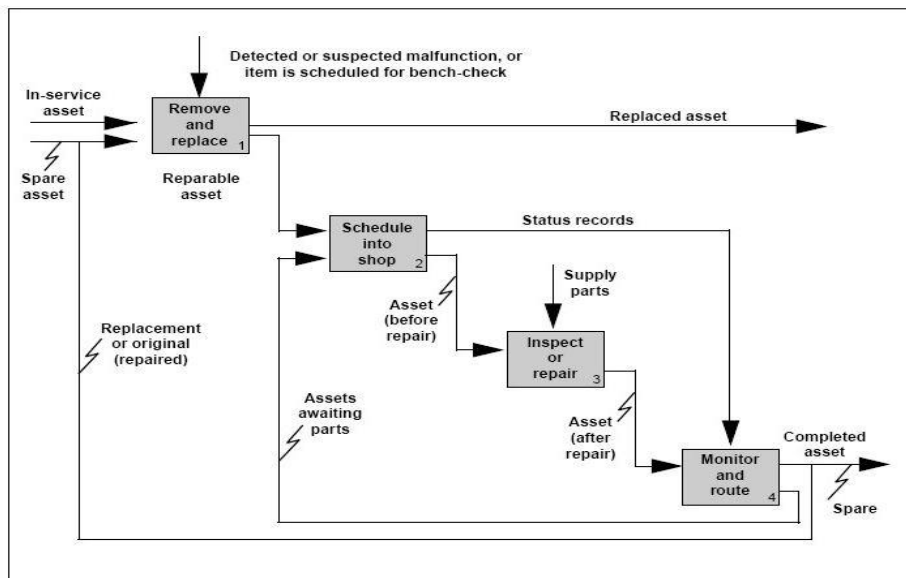 Detected or suspected malfunction, or
item is scheduled for bench-check
In-service
asset
Remove
and
replace
1
Replaced asset
Spare
asset
Reparable
asset
Schedule
into
shop
2
Status records
Supply
parts
Asset
(before
repair)
Replacement
or original
(repaired)
Inspect
or
repair
3
Assets
awaiting
parts
Asset
(after
repair)
Completed
asset
Monitor
and
route
4
Spare